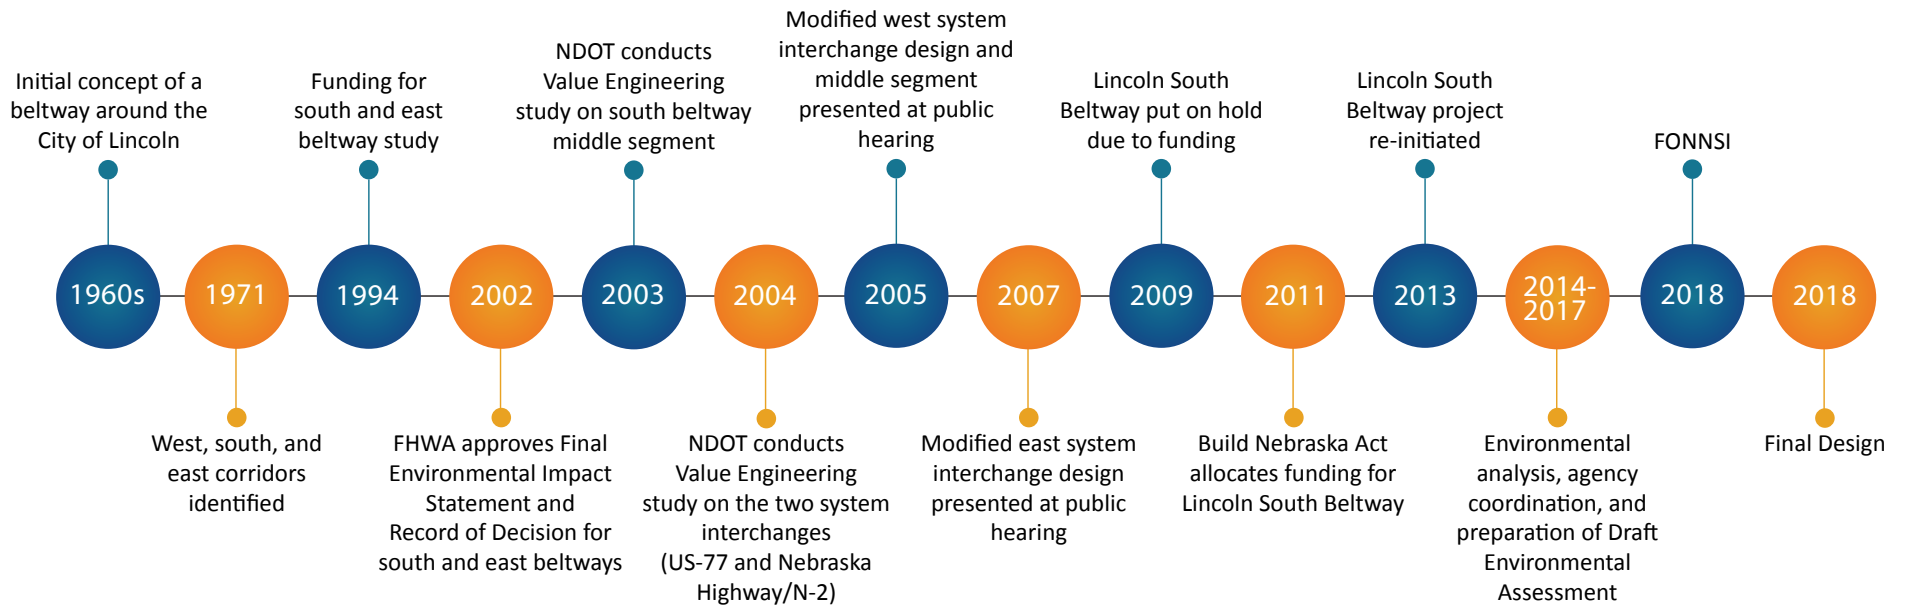 Initial concept of a
beltway around the
City of Lincoln
1960s
1971
West, south, and
east corridors
identified
Funding for
south and east
beltway study
1994
2002
FHWA approves Final
Environmental Impact
Statement and
Record of Decision for
south and east beltways
NDOT conducts
Value Engineering
study on south beltway
middle segment
2003
2004
NDOT conducts
Value Engineering
study on the two system
interchanges
(US-77 and Nebraska
Highway/N-2)
Modified west system
interchange design and
middle segment
presented at public
hearing
2005
2007
Modified east system
interchange design
presented at public
hearing
Lincoln South
Beltway put on hold
due to funding
2009
2011
Build Nebraska Act
allocates funding for
Lincoln South Beltway
Lincoln South
Beltway project
re-initiated
2013
2014-
2017
Environmental
analysis, agency
coordination, and
preparation of Draft
Environmental
Assessment
FONNSI
2018
2018
Final Design